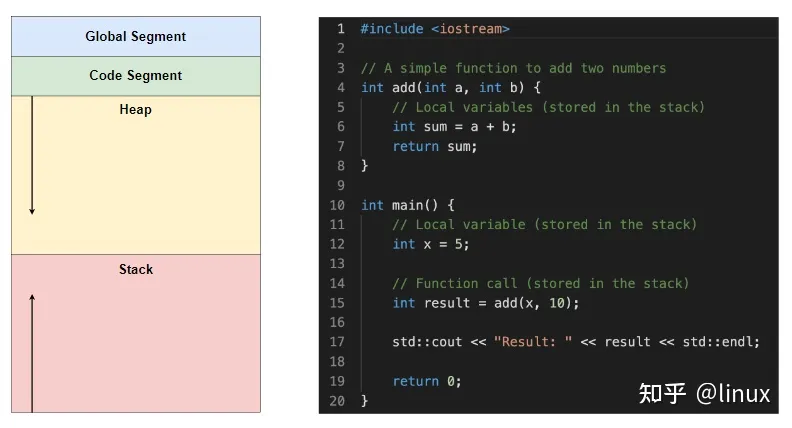 Global Segment
Code Segment
Heap
Stack
1 #include <iostream>
2
3 // A simple function to add two numbers
4 int add(int a, int b) {
5     // Local variables (stored in the stack)
6     int sum = a + b;
7     return sum;
8 }
9
10 int main() {
11     // Local variable (stored in the stack)
12     int x = 5;
13
14     // Function call (stored in the stack)
15     int result = add(x, 10);
16
17     std::cout << "Result: " << result << std::endl;
18
19     return 0;
20 }
知乎 @linux